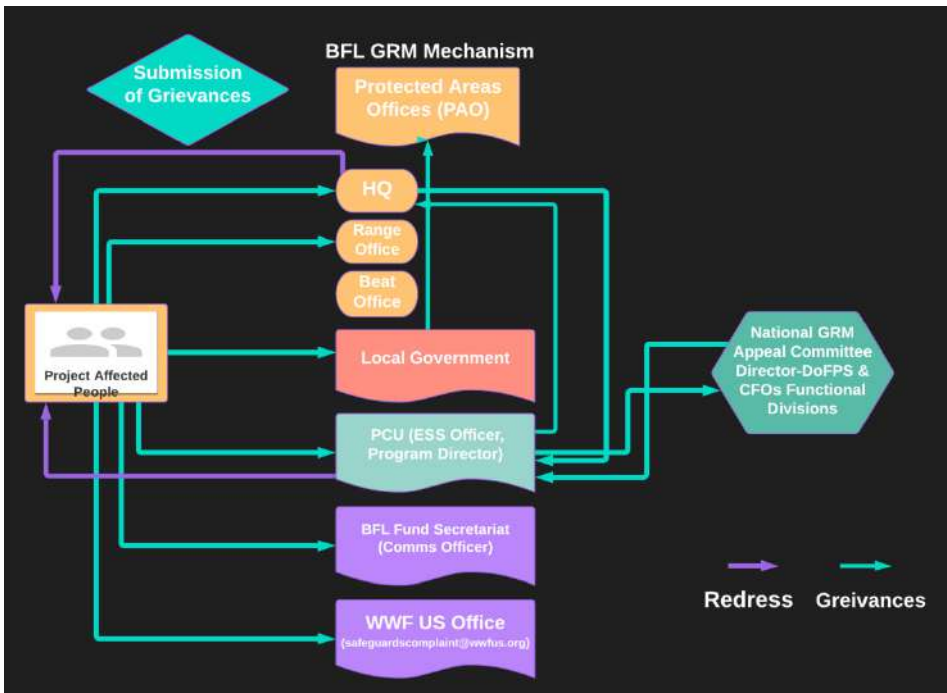 BFL GRM Mechanism
Submission
of Grievances
Protected Areas
Offices (PAO)
HQ
Range
Office
Beat
Office
Project Affected
People
Local Government
National GRM
Appeal Committee
Director-DoFPS &
CFOs Functional
Divisions
PCU (ESS Officer,
Program Director)
BFL Fund Secretariat
(Comms Officer)
WWF US Office
(safeguardscomplaint@wwfus.org)
Redress
Greivances